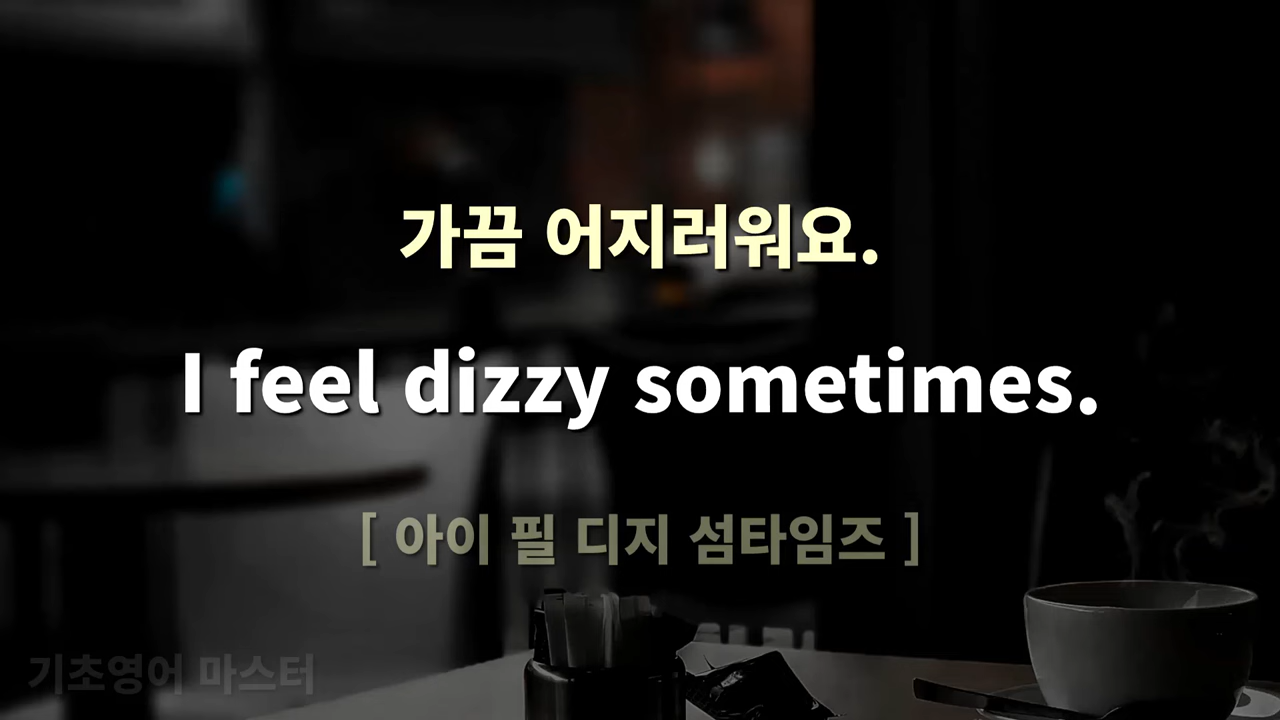 가끔 어지러워요.
I feel dizzy sometimes.
[ 아이 필 디지 섬타임즈 ]
기초영어 마스터